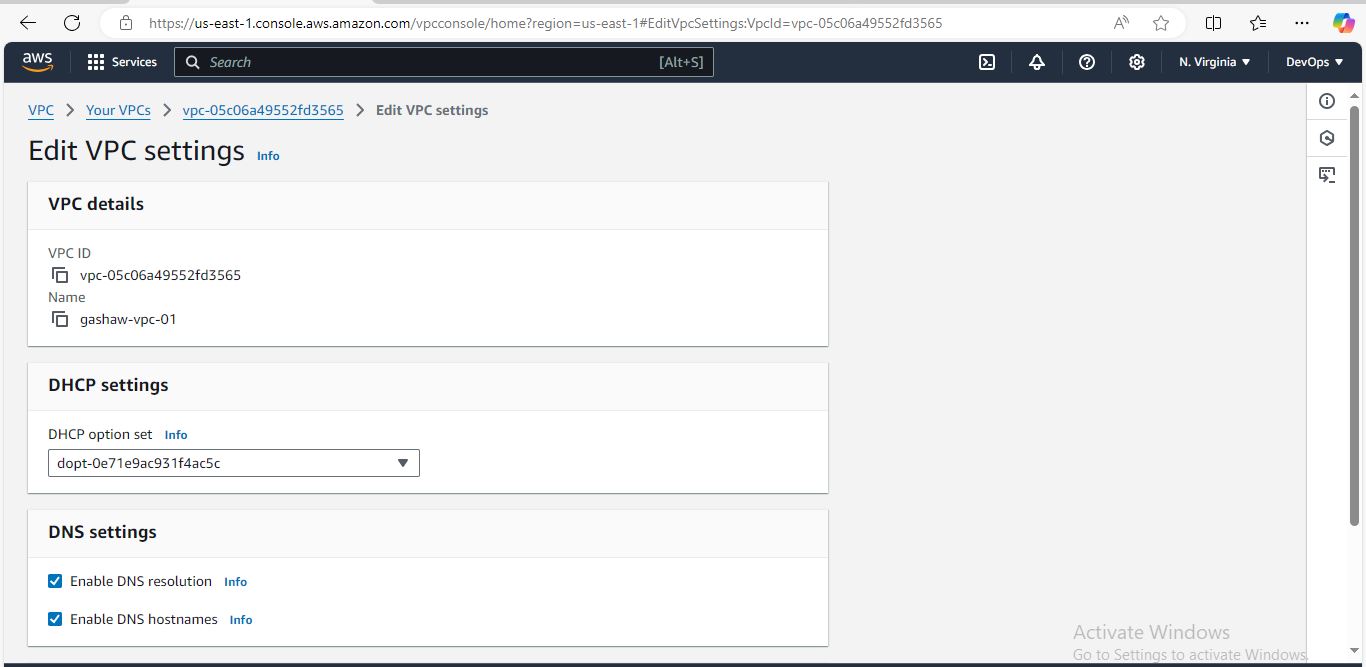 https://us-east-1.console.aws.amazon.com/vpcconsole/home?region=us-east-1#EditVpcSettings:VpcId=vpc-05c06a49552fd3565
aws Services Search [Alt+S] N. Virginia DevOps
VPC > Your VPCs > vpc-05c06a49552fd3565 > Edit VPC settings
Edit VPC settings Info
VPC details
VPC ID
vpc-05c06a49552fd3565
Name
gashaw-vpc-01
DHCP settings
DHCP option set Info
dopt-0e71e9ac931f4ac5c
DNS settings
Enable DNS resolution Info
Enable DNS hostnames Info
Activate Windows
Go to Settings to activate Windows.